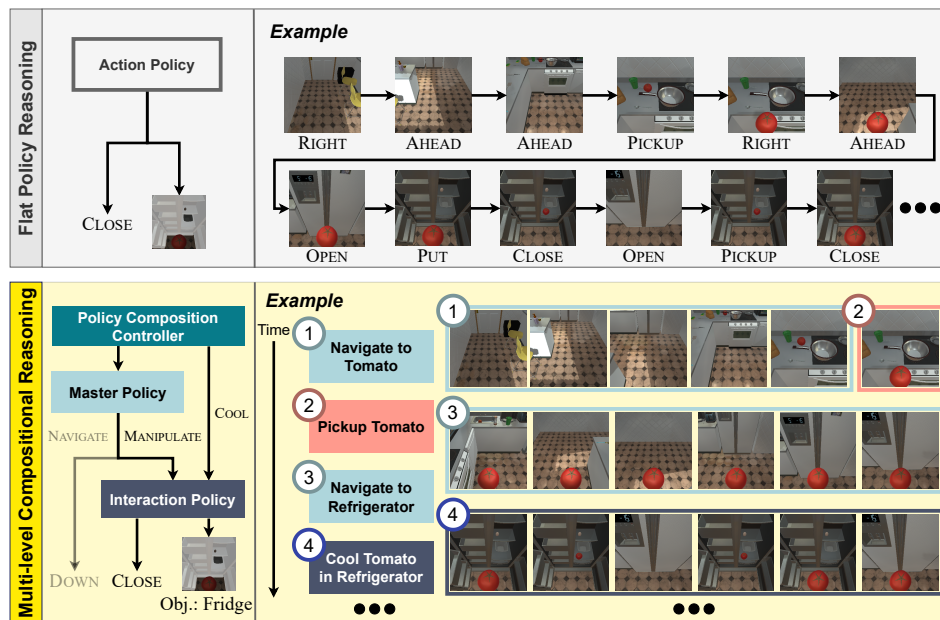 Flat Policy Reasoning
Action Policy
CLOSE
Example
RIGHT
AHEAD
AHEAD
PICKUP
RIGHT
AHEAD
OPEN
PUT
CLOSE
OPEN
PICKUP
CLOSE
Multi-level Compositional Reasoning
Policy Composition
Controller
Master Policy
COOL
NAVIGATE
MANIPULATE
Interaction Policy
DOWN
CLOSE
Obj.: Fridge
Example
Time
1
Navigate to
Tomato
2
Pickup Tomato
3
Navigate to
Refrigerator
4
Cool Tomato
in Refrigerator
1
2
3
4